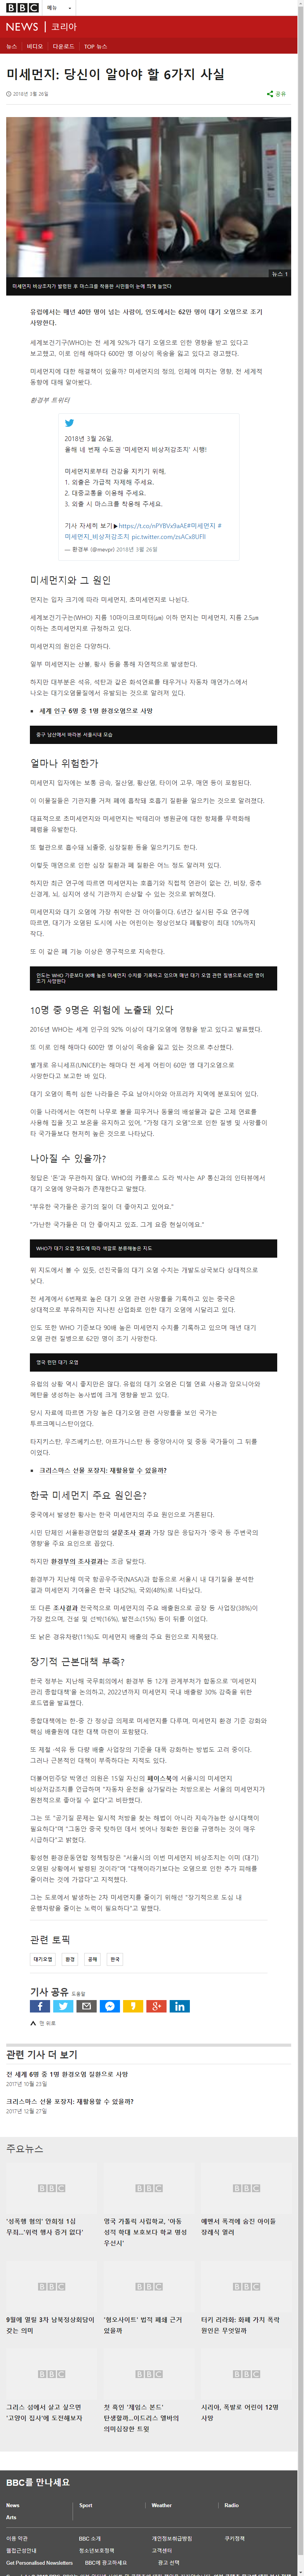 BBC 메뉴
NEWS 코리아
뉴스 비디오 다운로드 TOP 뉴스
미세먼지: 당신이 알아야 할 6가지 사실
2018년 3월 26일 공유
뉴스 1
미세먼지 비상조치가 발령된 후 마스크를 착용한 시민들이 눈에 띄게 늘었다
유럽에서는 매년 40만 명이 넘는 사람이, 인도에서는 62만 명이 대기 오염으로 조기
사망한다.
세계보건기구(WHO)는 전 세계 92%가 대기 오염으로 인한 영향을 받고 있다고
보고했고, 이로 인해 해마다 600만 명 이상이 목숨을 잃고 있다고 경고했다.
미세먼지에 대한 해결책이 있을까? 미세먼지의 정의, 인체에 미치는 영향, 전 세계적
동향에 대해 알아봤다.
환경부 트위터
2018년 3월 26일,
올해 네 번째 수도권 '미세먼지 비상저감조치' 시행!
미세먼지로부터 건강을 지키기 위해,
1. 외출은 가급적 자제해 주세요.
2. 대중교통을 이용해 주세요.
3. 외출 시 마스크를 착용해 주세요.
기사 자세히 보기▶https://t.co/nPYBVx9aAE#미세먼지 #
미세먼지_비상저감조치 pic.twitter.com/zsACx8UFll
— 환경부 (@mevpr) 2018년 3월 26일
미세먼지와 그 원인
먼지는 입자 크기에 따라 미세먼지, 초미세먼지로 나뉜다.
세계보건기구(WHO) 지름 10마이크로미터(㎛) 이하 먼지는 미세먼지, 지름 2.5㎛
이하는 초미세먼지로 규정하고 있다.
미세먼지의 원인은 다양하다.
일부 미세먼지는 산불, 황사 등을 통해 자연적으로 발생한다.
하지만 대부분은 석유, 석탄과 같은 화석연료를 태우거나 자동차 매연가스에서
나오는 대기오염물질에서 유발되는 것으로 알려져 있다.
세계 인구 6명 중 1명 환경오염으로 사망
중구 남산에서 바라본 서울시내 모습
얼마나 위험한가
미세먼지 입자에는 보통 금속, 질산염, 황산염, 타이어 고무, 매연 등이 포함된다.
이 이물질들은 기관지를 거쳐 폐에 흡착돼 호흡기 질환을 일으키는 것으로 알려졌다.
대표적으로 초미세먼지와 미세먼지는 박테리아 병원균에 대한 항체를 무력화해
폐렴을 유발한다.
또 혈관으로 흡수돼 뇌졸중, 심장질환 등을 일으키기도 한다.
이렇듯 매연으로 인한 심장 질환과 폐 질환은 어느 정도 알려져 있다.
하지만 최근 연구에 따르면 미세먼지는 호흡기와 직접적 연관이 없는 간, 비장, 중추
신경계, 뇌, 심지어 생식 기관까지 손상될 수 있는 것으로 밝혀졌다.
미세먼지와 대기 오염에 가장 취약한 건 아이들이다. 6년간 실시된 주요 연구에
따르면, 대기가 오염된 도시에 사는 어린이는 정상인보다 폐활량이 최대 10%까지
작다.
또 이 같은 폐 기능 이상은 영구적으로 지속한다.
인도는 WHO 기준보다 90배 높은 미세먼지 수치를 기록하고 있으며 매년 대기 오염 관련 질병으로 62만 명이
조기 사망한다
10명 중 9명은 위험에 노출돼 있다
2016년 WHO는 세계 인구의 92% 이상이 대기오염에 영향을 받고 있다고 발표했다.
또 이로 인해 해마다 600만 명 이상이 목숨을 잃고 있는 것으로 추산했다.
별개로 유니세프(UNICEF)는 해마다 전 세계 어린이 60만 명 대기오염으로
사망한다고 보고한 바 있다.
대기 오염이 특히 심한 나라들은 주요 남아시아와 아프리카 지역에 분포되어 있다.
이들 나라에서는 여전히 나무로 불을 피우거나 동물의 배설물과 같은 고체 연료를
사용해 집을 짓고 보온을 유지하고 있어, "가정 대기 오염"으로 인한 질병 및 사망률이
타 국가들보다 현저히 높은 것으로 나타났다.
나아질 수 있을까?
정답은 '돈'과 무관하지 않다. WHO의 카를로스 도라 박사는 AP 통신과의 인터뷰에서
대기 오염에 양극화가 존재한다고 말했다.
"부유한 국가들은 공기의 질이 더 좋아지고 있어요."
"가난한 국가들은 더 안 좋아지고 있죠. 그게 요즘 현실이에요."
WHO가 대기 오염 정도에 따라 색깔로 분류해놓은 지도
위 지도에서 볼 수 있듯, 선진국들의 대기 오염 수치는 개발도상국보다 상대적으로
낮다.
전 세계에서 6번째로 높은 대기 오염 관련 사망률을 기록하고 있는 중국은
상대적으로 부유하지만 지나친 산업화로 인한 대기 오염에 시달리고 있다.
인도 또한 WHO 기준보다 90배 높은 미세먼지 수치를 기록하고 있으며 매년 대기
오염 관련 질병으로 62만 명이 조기 사망한다.
영국 런던 대기 오염
유럽의 상황 역시 좋지만은 않다. 유럽의 대기 오염은 디젤 연료 사용과 암모니아와
메탄을 생성하는 농사법에 크게 영향을 받고 있다.
당시 자료에 따르면 가장 높은 대기오염 관련 사망률을 보인 국가는
투르크메니스탄이었다.
타지키스탄, 우즈베키스탄, 아프가니스탄 등 중앙아시아 및 중동 국가들이 그 뒤를
이었다.
크리스마스 선물 포장지: 재활용할 수 있을까?
한국 미세먼지 주요 원인은?
중국에서 발생한 황사는 한국 미세먼지의 주요 원인으로 거론된다.
시민 단체인 서울환경연합의 설문조사 결과 가장 많은 응답자가 '중국 등 주변국의
영향'을 주요 요인으로 꼽았다.
하지만 환경부의 조사결과는 조금 달랐다.
환경부가 지난해 미국 항공우주국(NASA)과 합동으로 서울시 내 대기질을 분석한
결과 미세먼지 기여율은 한국 내(52%), 국외(48%)로 나타났다.
또 다른 조사결과 전국적으로 미세먼지의 주요 배출원으로 공장 등 사업장(38%)이
가장 컸으며, 건설 및 선박(16%), 발전소(15%) 등이 뒤를 이었다.
또 낡은 경유차량(11%)도 미세먼지 배출의 주요 원인으로 지목됐다.
장기적 근본대책 부족?
한국 정부는 지난해 국무회의에서 환경부 등 12개 관계부처가 합동으로 '미세먼지
관리 종합대책'을 논의하고, 2022년까지 미세먼지 국내 배출량 30% 감축을 위한
로드맵을 발표했다.
종합대책에는 한-중 간 정상급 의제로 미세먼지를 다루며, 미세먼지 환경 기준 강화와
핵심 배출원에 대한 대책 마련이 포함됐다.
또 제철 ·석유 등 다량 배출 사업장의 기준을 대폭 강화하는 방법도 고려 중이다.
그러나 근본적인 대책이 부족하다는 지적도 있다.
더불어민주당 박영선 의원은 15일 자신의 페이스북에 서울시의 미세먼지
비상저감조치를 언급하며 "자동차 운전을 삼가달라는 처방으로는 서울의 미세먼지가
완전적으로 좋아질 수 없다"고 비판했다.
그는 또 "공기질 문제는 일시적 처방을 찾는 해법이 아니라 지속가능한 상시대책이
필요하다"며 "그동안 중국 탓하던 데서 벗어나 정확한 원인을 규명하는 것이 매우
시급하다"고 밝혔다.
황성현 환경운동연합 정책팀장은 "서울시의 이번 미세먼지 비상조치는 이미 (대기)
오염된 상황에서 발령된 것이라"며 "대책이라기보다는 오염으로 인한 추가 피해를
줄이려는 것에 가깝다"고 지적했다.
그는 도로에서 발생하는 2차 미세먼지를 줄이기 위해선 "장기적으로 도심 내
운행차량을 줄이는 노력이 필요하다"고 말했다.
관련 토픽
대기오염 환경 공해 한국
기사 공유 도움말
맨 위로
관련 기사 더 보기
전 세계 6명 중 1명 환경오염 질환으로 사망
2017년 10월 23일
크리스마스 선물 포장지: 재활용할 수 있을까?
2017년 12월 27일
주요뉴스
BBC BBC BBC
'성폭행 혐의' 안희정 1심
무죄...'위력 행사 증거 없다'
영국 가톨릭 사립학교, '아동
성적 학대 보호보다 학교 명성
우선시'
예멘서 폭격에 숨진 아이들
장례식 열려
BBC BBC BBC
9월에 열릴 3차 남북정상회담이
갖는 의미
'혐오사이트' 법적 폐쇄 근거
있을까
터키 리라화: 화폐 가치 폭락
원인은 무엇일까
BBC BBC BBC
그리스 섬에서 살고 싶으면
'고양이 집사'에 도전해보자
첫 흑인 '제임스 본드'
탄생할까...이드리스 엘바의
의미심장한 트윗
시리아, 폭발로 어린이 12명
사망
BBC를 만나세요
News Sport Weather Radio
Arts
이용 약관 BBC 소개 개인정보취급방침 쿠키정책
웹접근성안내 청소년보호정책 고객센터
Get Personalised Newsletters BBC에 광고하세요 광고 선택